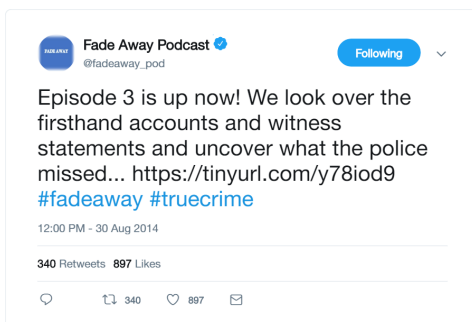 FADE AWAY
Fade Away Podcast
@fadeaway_pod
Following
Episode 3 is up now! We look over the
firsthand accounts and witness
statements and uncover what the police
missed... https://tinyurl.com/y78iod9
#fadeaway #truecrime
12:00 PM - 30 Aug 2014
340 Retweets 897 Likes
340 897